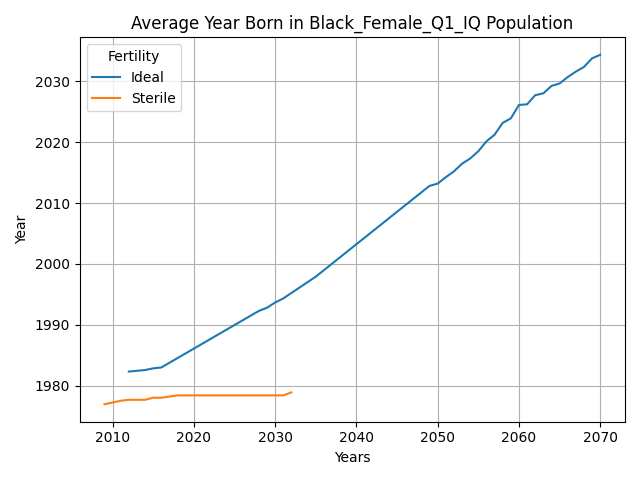 Average Year Born in Black_Female_Q1_IQ Population
Fertility
Ideal
Sterile
Year
2030
2020
2010
2000
1990
1980
2010 2020 2030 2040 2050 2060 2070
Years